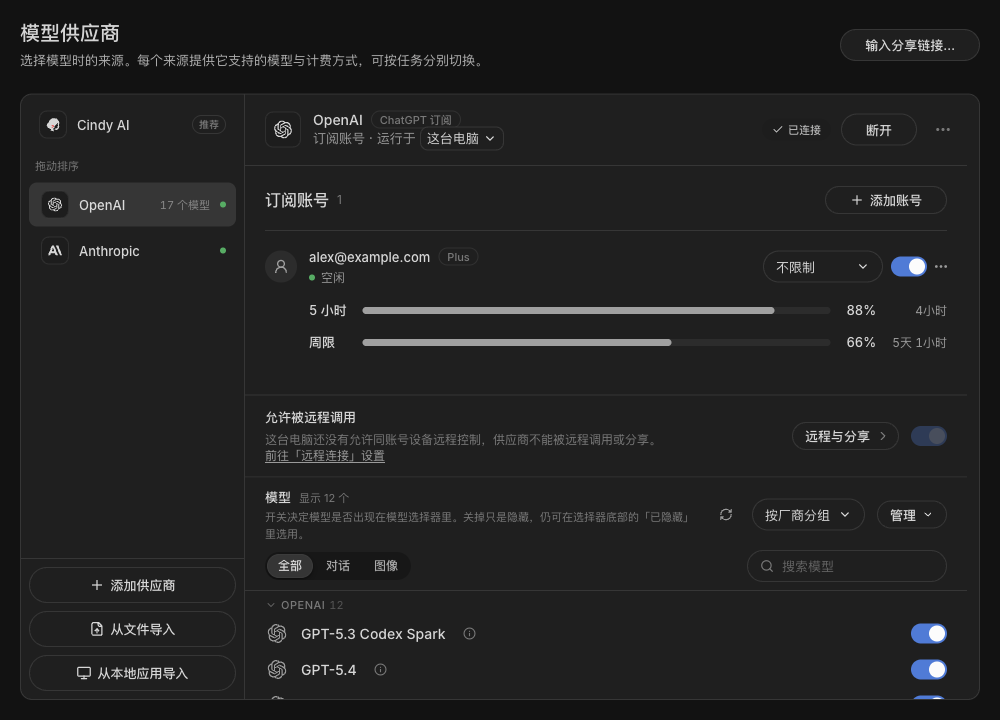 模型供应商
选择模型时的来源。每个来源提供它支持的模型与计费方式，可按任务分别切换。
输入分享链接...
Cindy AI
推荐
拖动排序
OpenAI
17 个模型
Anthropic
添加供应商
从文件导入
从本地应用导入
OpenAI
ChatGPT 订阅
订阅账号 · 运行于
这台电脑
已连接
断开
订阅账号 1
添加账号
alex@example.com
Plus
空闲
不限制
5 小时
88%
4小时
周限
66%
5天 1小时
允许被远程调用
这台电脑还没有允许同账号设备远程控制，供应商不能被远程调用或分享。
前往「远程连接」设置
远程与分享
模型
显示 12 个
开关决定模型是否出现在模型选择器里。关掉只是隐藏，仍可在选择器底部的「已隐藏」
里选用。
按厂商分组
管理
全部
对话
图像
搜索模型
OPENAI 12
GPT-5.3 Codex Spark
GPT-5.4